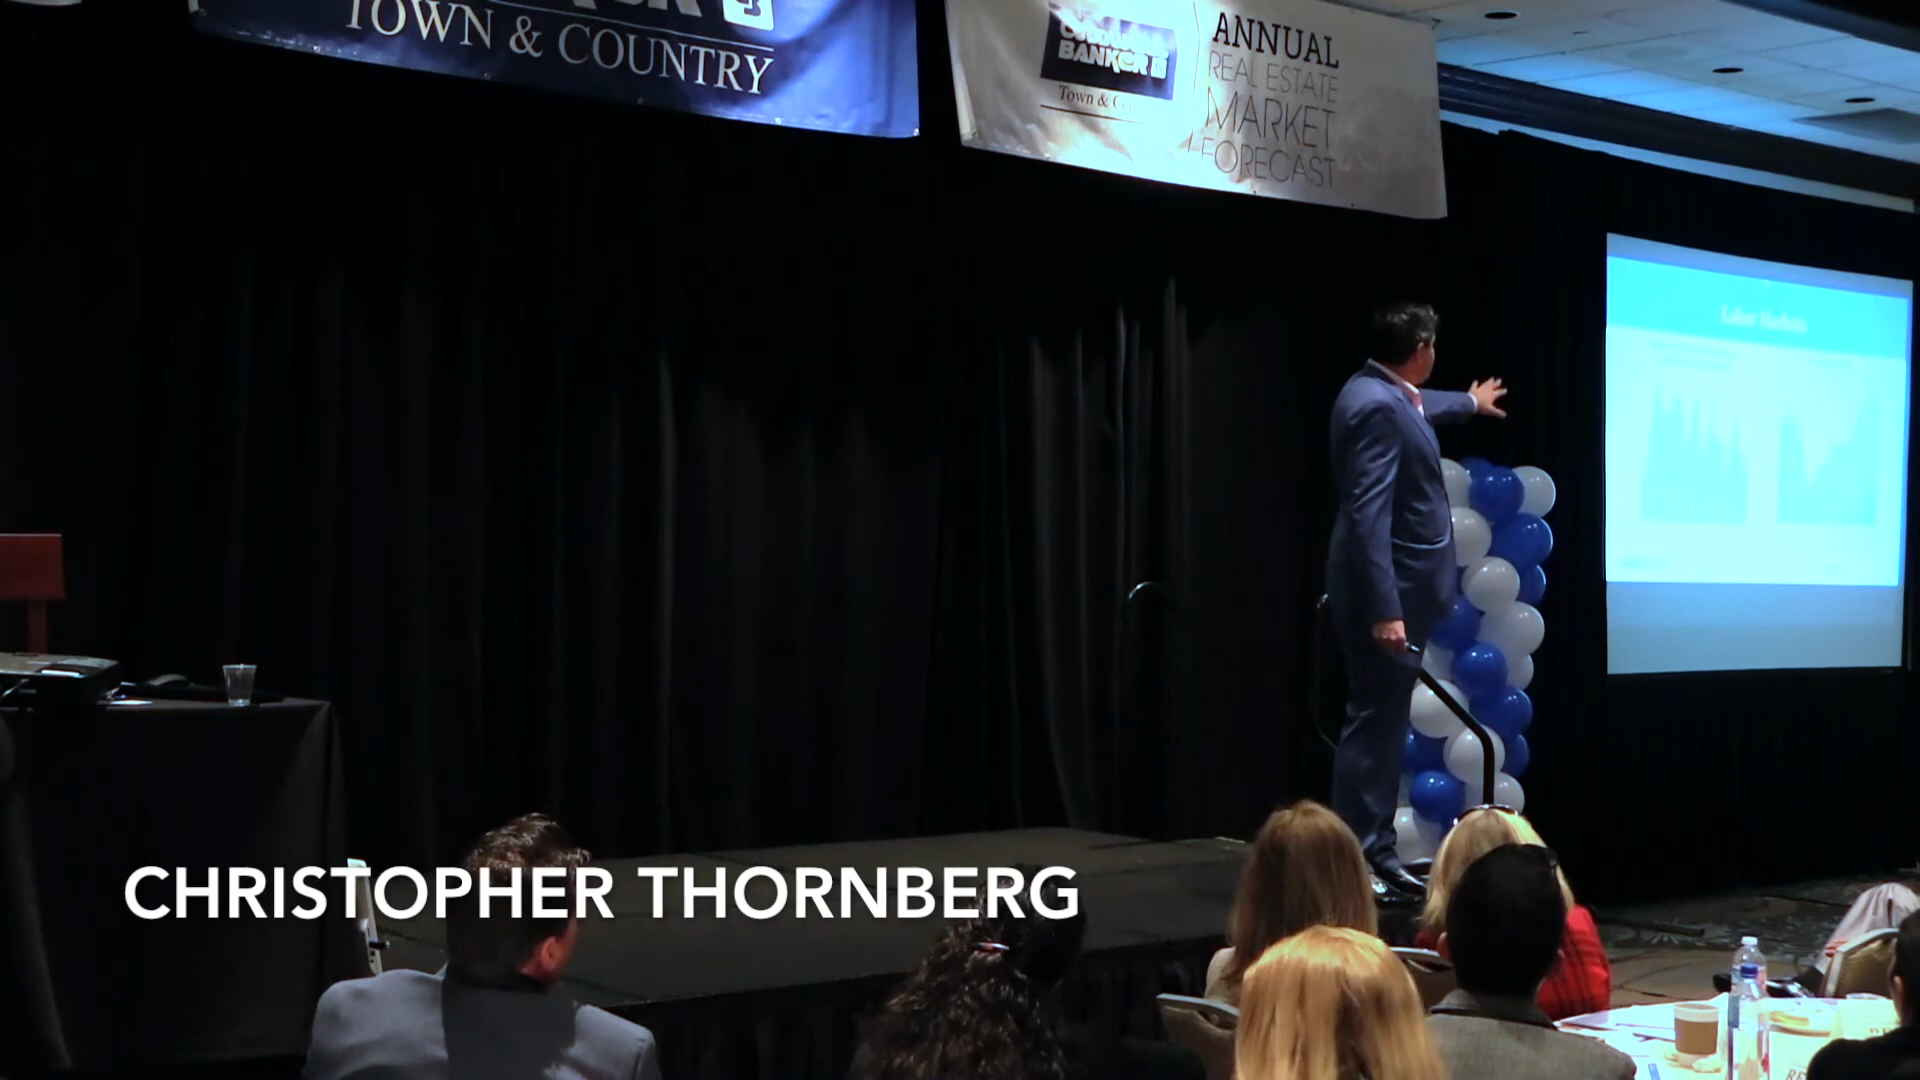 TOWN & COUNTRY
ANNUAL
REAL ESTATE
MARKET
FORECAST
BANKER
Town &
CHRISTOPHER THORNBERG